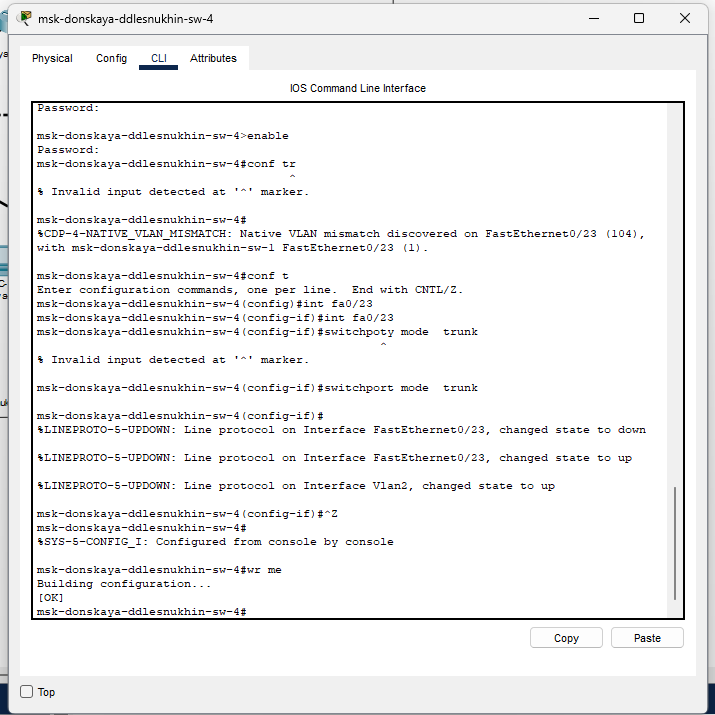 msk-donskaya-ddlesnukhin-sw-4
Physical Config CLI Attributes
IOS Command Line Interface
Password:
msk-donskaya-ddlesnukhin-sw-4>enable
Password:
msk-donskaya-ddlesnukhin-sw-4#conf tr
^
% Invalid input detected at '^' marker.
msk-donskaya-ddlesnukhin-sw-4#
%CDP-4-NATIVE_VLAN_MISMATCH: Native VLAN mismatch discovered on FastEthernet0/23 (104),
with msk-donskaya-ddlesnukhin-sw-1 FastEthernet0/23 (1).
msk-donskaya-ddlesnukhin-sw-4#conf t
Enter configuration commands, one per line.  End with CNTL/Z.
msk-donskaya-ddlesnukhin-sw-4(config)#int fa0/23
msk-donskaya-ddlesnukhin-sw-4(config-if)#int fa0/23
msk-donskaya-ddlesnukhin-sw-4(config-if)#switchpoty mode  trunk
^
% Invalid input detected at '^' marker.
msk-donskaya-ddlesnukhin-sw-4(config-if)#switchport mode  trunk
msk-donskaya-ddlesnukhin-sw-4(config-if)#
%LINEPROTO-5-UPDOWN: Line protocol on Interface FastEthernet0/23, changed state to down
%LINEPROTO-5-UPDOWN: Line protocol on Interface FastEthernet0/23, changed state to up
%LINEPROTO-5-UPDOWN: Line protocol on Interface Vlan2, changed state to up
msk-donskaya-ddlesnukhin-sw-4(config-if)#^Z
msk-donskaya-ddlesnukhin-sw-4#
%SYS-5-CONFIG_I: Configured from console by console
msk-donskaya-ddlesnukhin-sw-4#wr me
Building configuration...
[OK]
msk-donskaya-ddlesnukhin-sw-4#
Copy Paste
Top